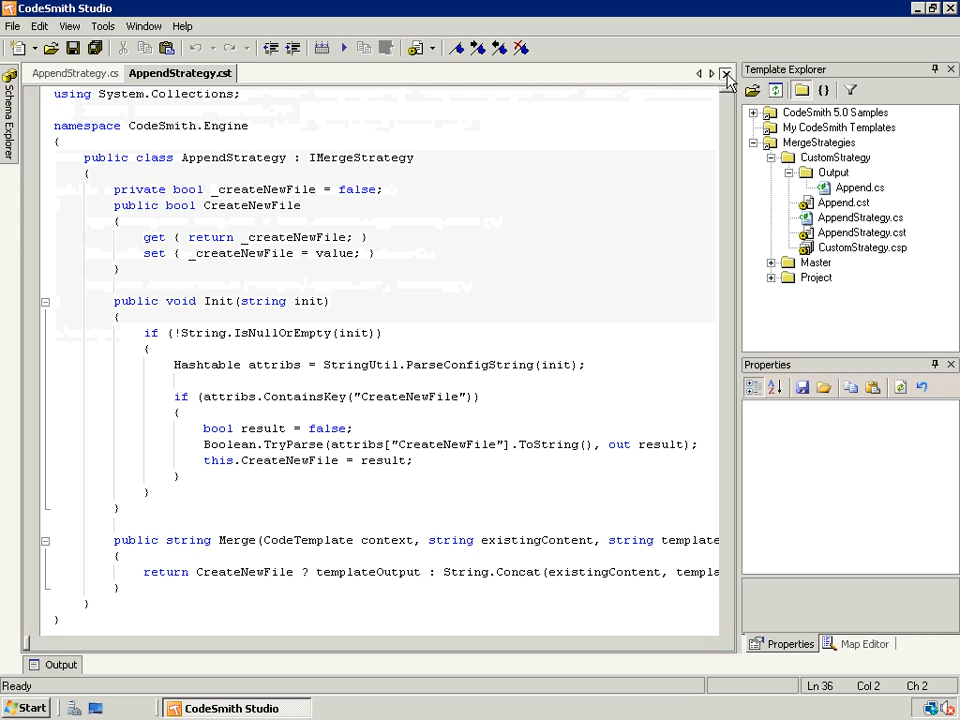 CodeSmith Studio
File Edit View Tools Window Help
AppendStrategy.cs AppendStrategy.cst
Schema Explorer
using System.Collections;
namespace CodeSmith.Engine
{
public class AppendStrategy : IMergeStrategy
{
private bool _createNewFile = false;
public bool CreateNewFile
{
get { return _createNewFile; }
set { _createNewFile = value; }
}
public void Init(string init)
{
if (!String.IsNullOrEmpty(init))
{
Hashtable attribs = StringUtil.ParseConfigString(init);
if (attribs.ContainsKey("CreateNewFile"))
{
bool result = false;
Boolean.TryParse(attribs["CreateNewFile"].ToString(), out result);
this.CreateNewFile = result;
}
}
}
public string Merge(CodeTemplate context, string existingContent, string template
{
return CreateNewFile ? templateOutput : String.Concat(existingContent, templa
}
}
}
Template Explorer
CodeSmith 5.0 Samples
My CodeSmith Templates
MergeStrategies
CustomStrategy
Output
Append.cs
Append.cst
AppendStrategy.cs
AppendStrategy.cst
CustomStrategy.csp
Master
Project
Properties
Properties Map Editor
Output
Ready Ln 36 Col 2 Ch 2
Start CodeSmith Studio